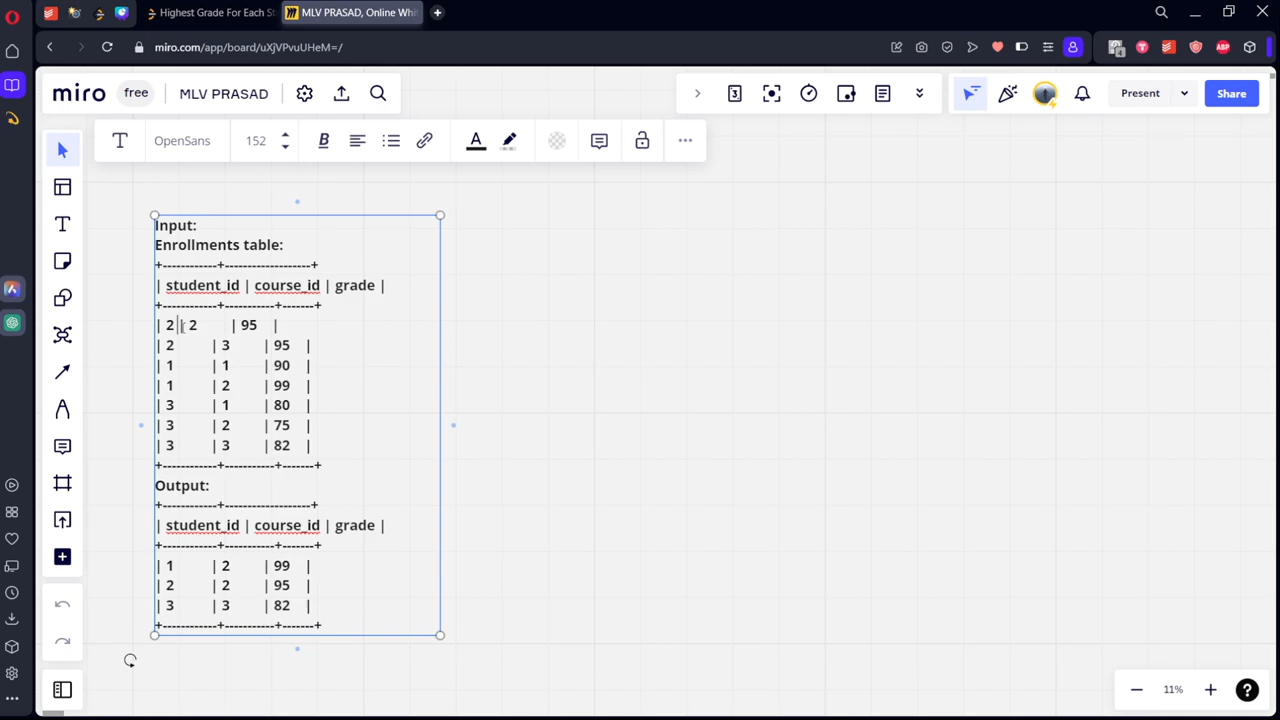 Highest Grade For Each St
MLV PRASAD, Online Whi
miro.com/app/board/uXjVPvuUHeM=/
miro
free
MLV PRASAD
3
Present
Share
OpenSans
152
Input:
Enrollments table:
+------------+-------------------+
| student_id | course_id | grade |
+------------+----------+-------+
| 2 | 2 | 95 |
| 2 | 3 | 95 |
| 1 | 1 | 90 |
| 1 | 2 | 99 |
| 3 | 1 | 80 |
| 3 | 2 | 75 |
| 3 | 3 | 82 |
+------------+----------+-------+
Output:
+------------+-------------------+
| student_id | course_id | grade |
+------------+----------+-------+
| 1 | 2 | 99 |
| 2 | 2 | 95 |
| 3 | 3 | 82 |
+------------+----------+-------+
11%